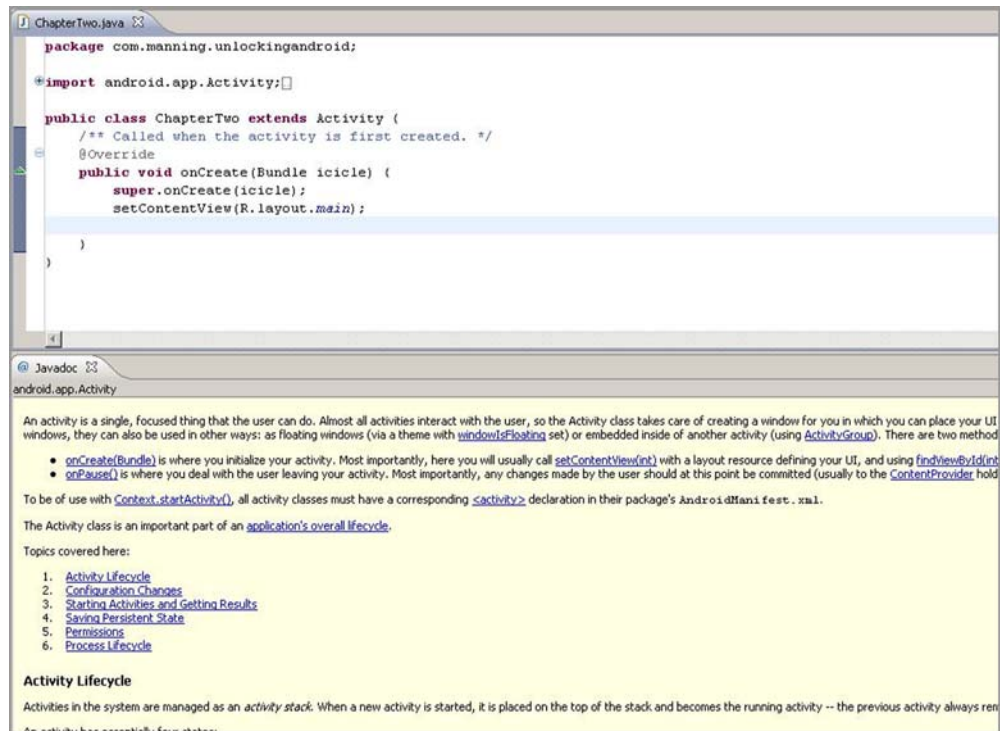 ChapterTwo.java
package com.manning.unlockingandroid;
import android.app.Activity;
public class ChapterTwo extends Activity {
/** Called when the activity is first created. */
@Override
public void onCreate(Bundle icicle) {
super.onCreate(icicle);
setContentView(R.layout.main);
}
}
@ Javadoc
android.app.Activity
An activity is a single, focused thing that the user can do. Almost all activities interact with the user, so the Activity class takes care of creating a window for you in which you can place your UI
windows, they can also be used in other ways: as floating windows (via a theme with windowIsFloating set) or embedded inside of another activity (using ActivityGroup). There are two method
• onCreate(Bundle) is where you initialize your activity. Most importantly, here you will usually call setContentView(int) with a layout resource defining your UI, and using findViewById(int
• onPause() is where you deal with the user leaving your activity. Most importantly, any changes made by the user should at this point be committed (usually to the ContentProvider hold
To be of use with Context.startActivity(), all activity classes must have a corresponding <activity> declaration in their package's AndroidManifest.xml.
The Activity class is an important part of an application's overall lifecycle.
Topics covered here:
1. Activity Lifecycle
2. Configuration Changes
3. Starting Activities and Getting Results
4. Saving Persistent State
5. Permissions
6. Process Lifecycle
Activity Lifecycle
Activities in the system are managed as an activity stack. When a new activity is started, it is placed on the top of the stack and becomes the running activity -- the previous activity always
An activity has essentially four states: